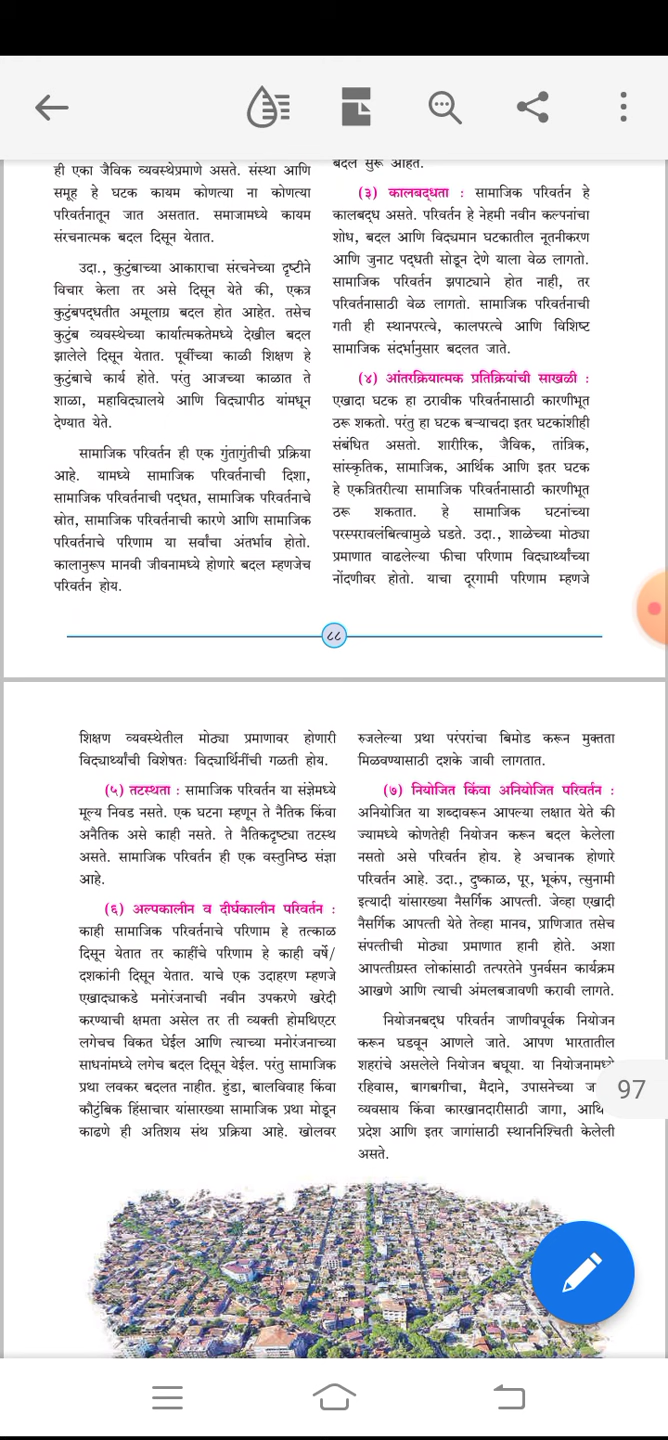 ही एका जैविक व्यवस्थेप्रमाणे असते. संस्था आणि
समूह हे घटक कायम कोणत्या ना कोणत्या
परिवर्तनातून जात असतात. समाजामध्ये कायम
संरचनात्मक बदल दिसून येतात.
उदा., कुटुंबाच्या आकाराचा संरचनेच्या दृष्टीने
विचार केला तर असे दिसून येते की, एकत्र
कुटुंबपद्धतीत अमूलाग्र बदल होत आहेत. तसेच
कुटुंब व्यवस्थेच्या कार्यात्मकतेमध्ये देखील बदल
झालेले दिसून येतात. पूर्वीच्या काळी शिक्षण हे
कुटुंबाचे कार्य होते. परंतु आजच्या काळात ते
शाळा, महाविद्यालये आणि विद्यापीठ यांमधून
देण्यात येते.
सामाजिक परिवर्तन ही एक गुंतागुंतीची प्रक्रिया
आहे. यामध्ये सामाजिक परिवर्तनाची दिशा,
सामाजिक परिवर्तनाची पद्धत, सामाजिक परिवर्तनाचे
स्रोत, सामाजिक परिवर्तनाची कारणे आणि सामाजिक
परिवर्तनाचे परिणाम या सर्वांचा अंतर्भाव होतो.
कालानुरूप मानवी जीवनामध्ये होणारे बदल म्हणजेच
परिवर्तन होय.
बदल सुरू आहेत.
(३) कालबद्धता : सामाजिक परिवर्तन हे
कालबद्ध असते. परिवर्तन हे नेहमी नवीन कल्पनांचा
शोध, बदल आणि विद्यमान घटकातील नूतनीकरण
आणि जुनाट पद्धती सोडून देणे याला वेळ लागतो.
सामाजिक परिवर्तन झपाट्याने होत नाही, तर
परिवर्तनासाठी वेळ लागतो. सामाजिक परिवर्तनाची
गती ही स्थानपरत्वे, कालपरत्वे आणि विशिष्ट
सामाजिक संदर्भानुसार बदलत जाते.
(४) आंतरक्रियात्मक प्रतिक्रियांची साखळी :
एखादा घटक हा ठरावीक परिवर्तनासाठी कारणीभूत
ठरू शकतो. परंतु हा घटक बऱ्याचदा इतर घटकांशीही
संबंधित असतो. शारीरिक, जैविक, तांत्रिक,
सांस्कृतिक, सामाजिक, आर्थिक आणि इतर घटक
हे एकत्रितरीत्या सामाजिक परिवर्तनासाठी कारणीभूत
ठरू शकतात. हे सामाजिक घटनांच्या
परस्परावलंबित्वामुळे घडते. उदा., शाळेच्या मोठ्या
प्रमाणात वाढलेल्या फीचा परिणाम विद्यार्थ्यांच्या
नोंदणीवर होतो. याचा दूरगामी परिणाम म्हणजे
८८
शिक्षण व्यवस्थेतील मोठ्या प्रमाणावर होणारी
विद्यार्थ्यांची विशेषतः विद्यार्थिनींची गळती होय.
(५) तटस्थता : सामाजिक परिवर्तन या संज्ञेमध्ये
मूल्य निवड नसते. एक घटना म्हणून ते नैतिक किंवा
अनैतिक असे काही नसते. ते नैतिकदृष्ट्या तटस्थ
असते. सामाजिक परिवर्तन ही एक वस्तुनिष्ठ संज्ञा
आहे.
(६) अल्पकालीन व दीर्घकालीन परिवर्तन :
काही सामाजिक परिवर्तनाचे परिणाम हे तत्काळ
दिसून येतात तर काहींचे परिणाम हे काही वर्षे/
दशकांनी दिसून येतात. याचे एक उदाहरण म्हणजे
एखाद्याकडे मनोरंजनाची नवीन उपकरणे खरेदी
करण्याची क्षमता असेल तर ती व्यक्ती होमथिएटर
लगेचच विकत घेईल आणि त्याच्या मनोरंजनाच्या
साधनांमध्ये लगेच बदल दिसून येईल. परंतु सामाजिक
प्रथा लवकर बदलत नाहीत. हुंडा, बालविवाह किंवा
कौटुंबिक हिंसाचार यांसारख्या सामाजिक प्रथा मोडून
काढणे ही अतिशय संथ प्रक्रिया आहे. खोलवर
रुजलेल्या प्रथा परंपरांचा बिमोड करून मुक्तता
मिळवण्यासाठी दशके जावी लागतात.
(७) नियोजित किंवा अनियोजित परिवर्तन :
अनियोजित या शब्दावरून आपल्या लक्षात येते की
ज्यामध्ये कोणतेही नियोजन करून बदल केलेला
नसतो असे परिवर्तन होय. हे अचानक होणारे
परिवर्तन आहे. उदा., दुष्काळ, पूर, भूकंप, त्सुनामी
इत्यादी यांसारख्या नैसर्गिक आपत्ती. जेव्हा एखादी
नैसर्गिक आपत्ती येते तेव्हा मानव, प्राणिजात तसेच
संपत्तीची मोठ्या प्रमाणात हानी होते. अशा
आपत्तीग्रस्त लोकांसाठी तत्परतेने पुनर्वसन कार्यक्रम
आखणे आणि त्याची अंमलबजावणी करावी लागते.
नियोजनबद्ध परिवर्तन जाणीवपूर्वक नियोजन
करून घडवून आणले जाते. आपण भारतातील
शहरांचे असलेले नियोजन बघूया. या नियोजनामध्ये
रहिवास, बागबगीचा, मैदाने, उपासनेच्या
व्यवसाय किंवा कारखानदारीसाठी जागा,
प्रदेश आणि इतर जागांसाठी स्थाननिश्चिती केलेली
असते.
97